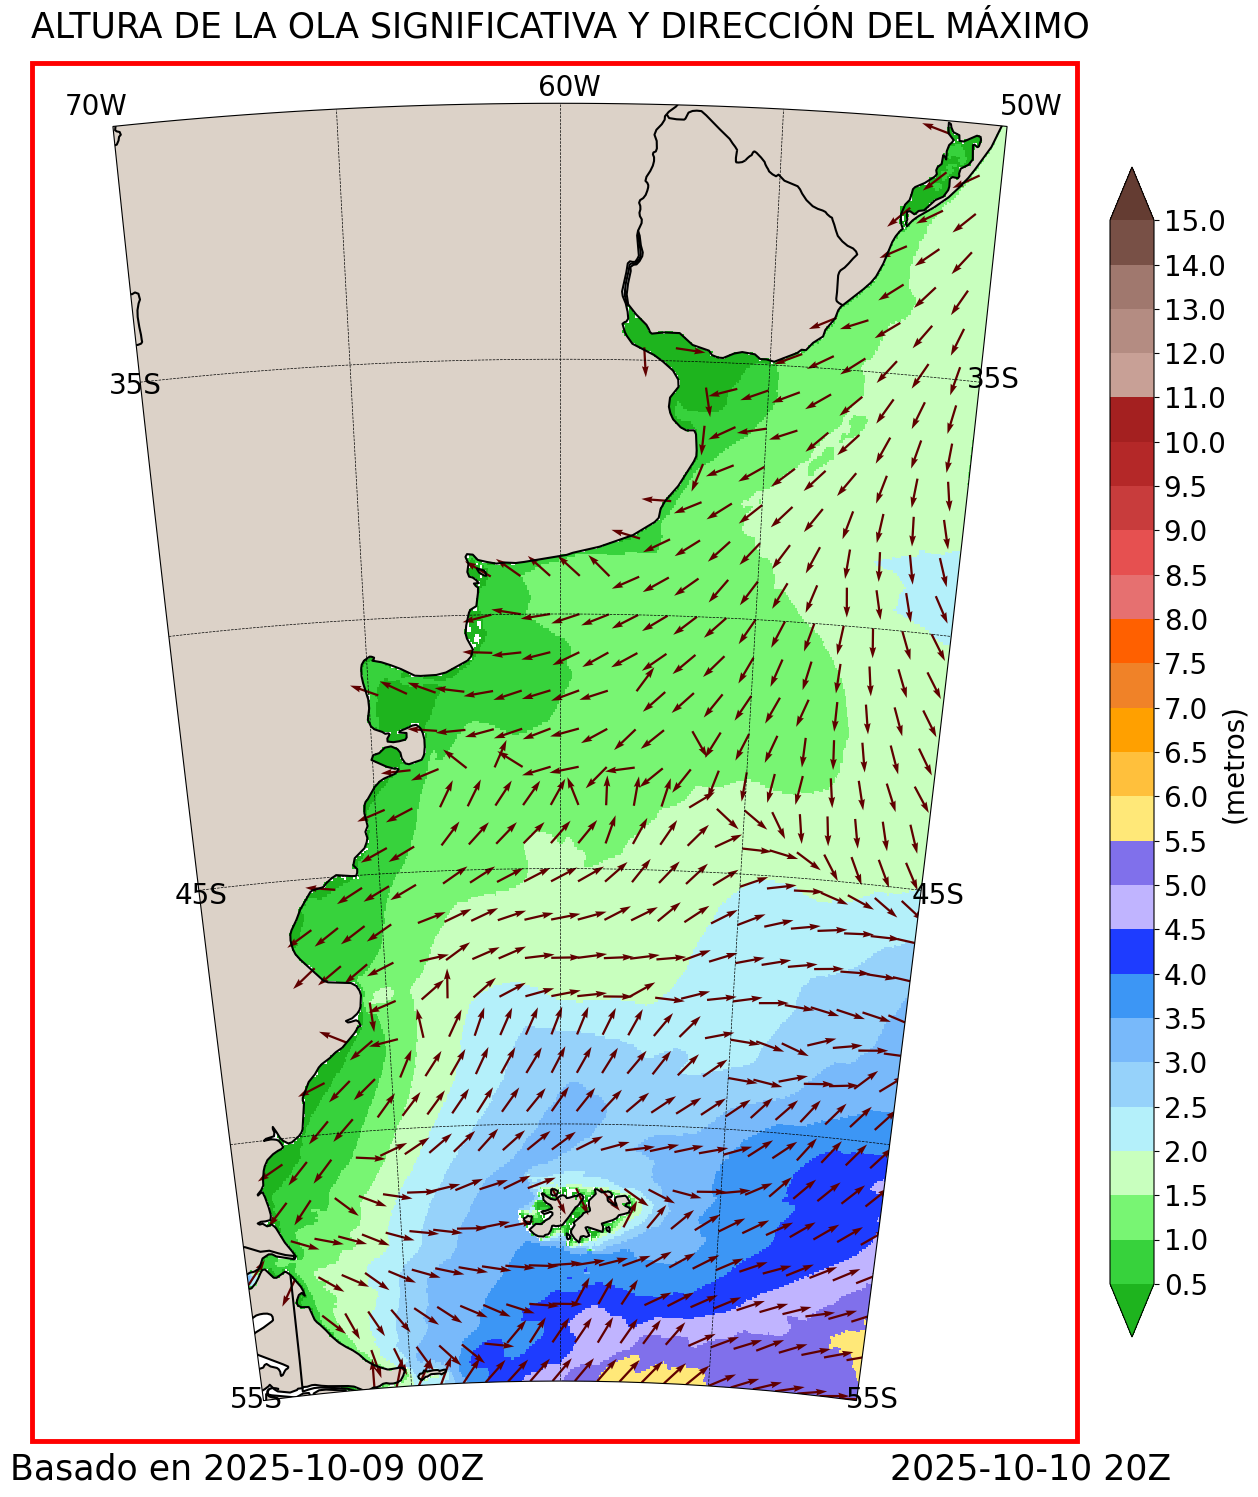 ALTURA DE LA OLA SIGNIFICATIVA Y DIRECCIÓN DEL MÁXIMO
70W
60W
50W
35S
35S
45S
45S
55S
55S
15.0
14.0
13.0
12.0
11.0
10.0
9.5
9.0
8.5
8.0
7.5
7.0
6.5
6.0
5.5
5.0
4.5
4.0
3.5
3.0
2.5
2.0
1.5
1.0
0.5
(metros)
Basado en 2025-10-09 00Z
2025-10-10 20Z